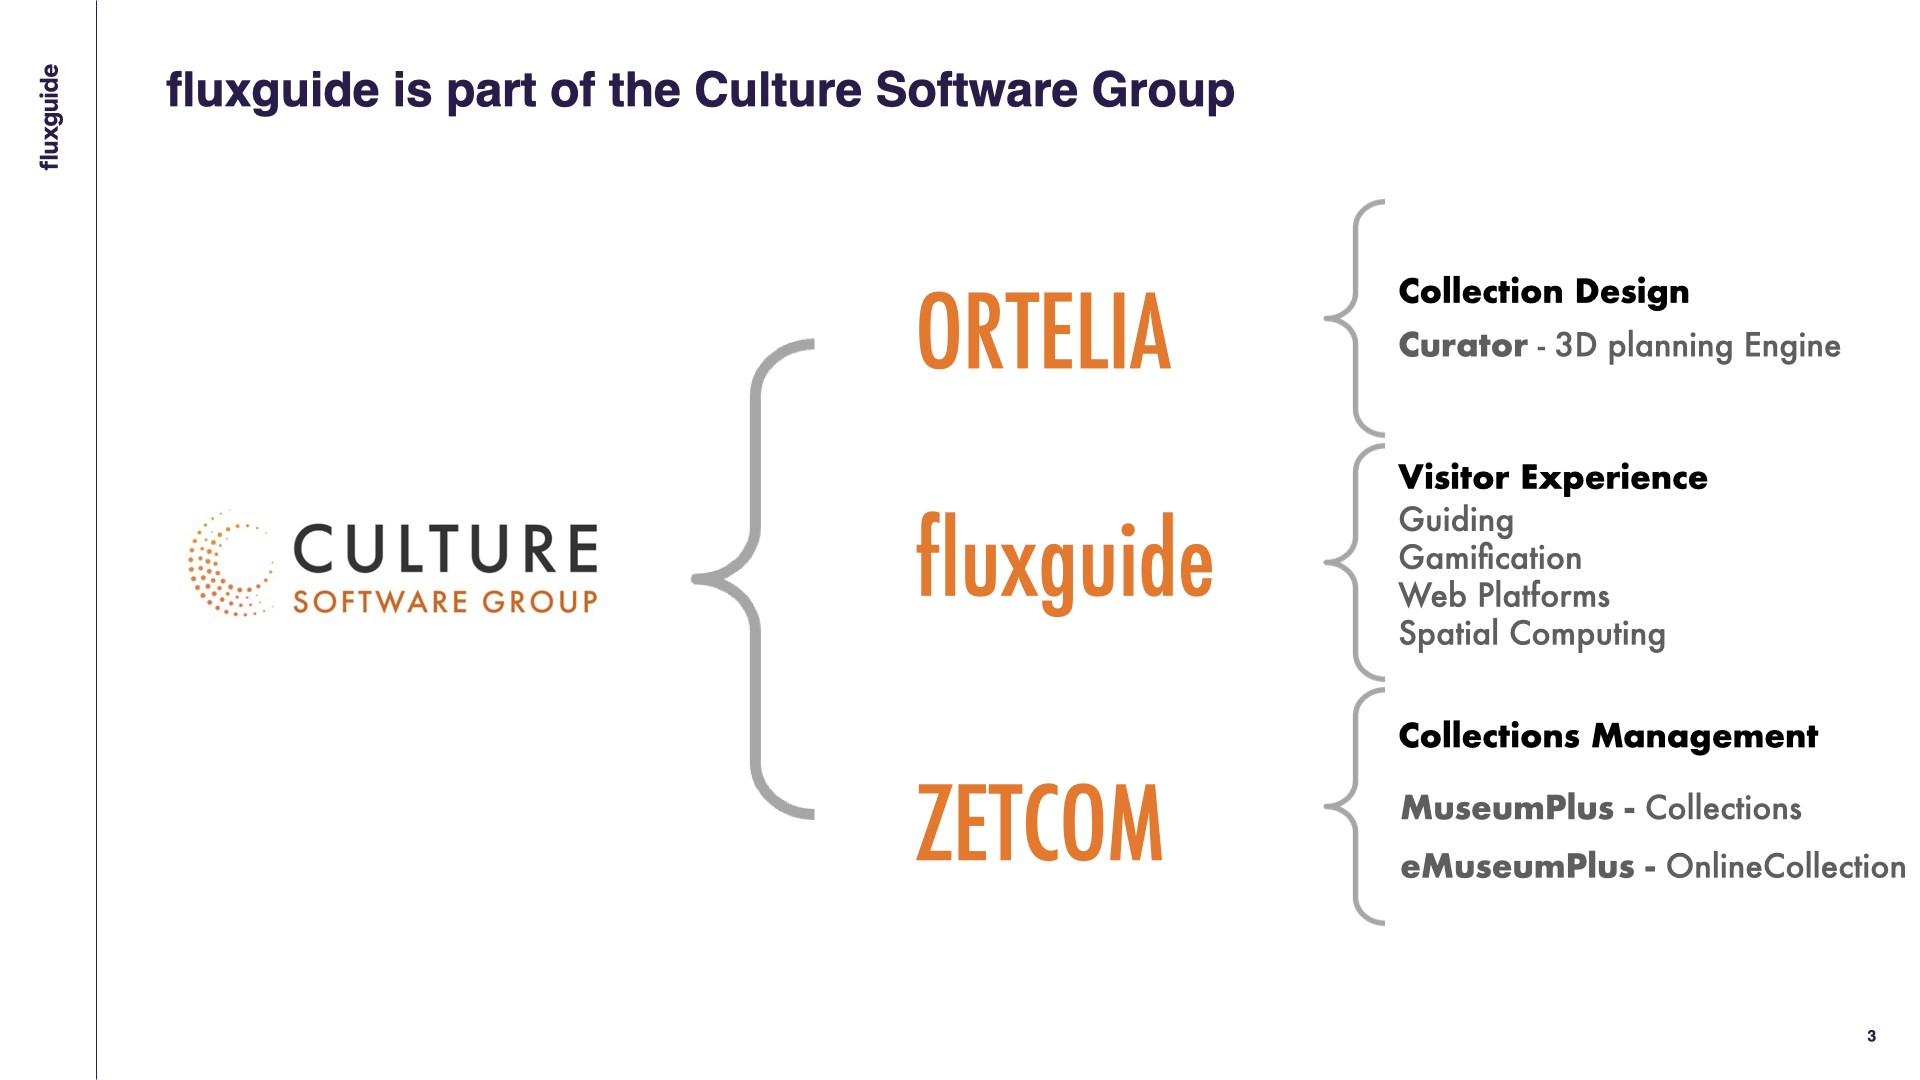 fluxguide
fluxguide is part of the Culture Software Group
CULTURE
SOFTWARE GROUP
ORTELIA
Collection Design
Curator - 3D planning Engine
fluxguide
Visitor Experience
Guiding
Gamification
Web Platforms
Spatial Computing
ZETCOM
Collections Management
MuseumPlus - Collections
eMuseumPlus - OnlineCollection
3